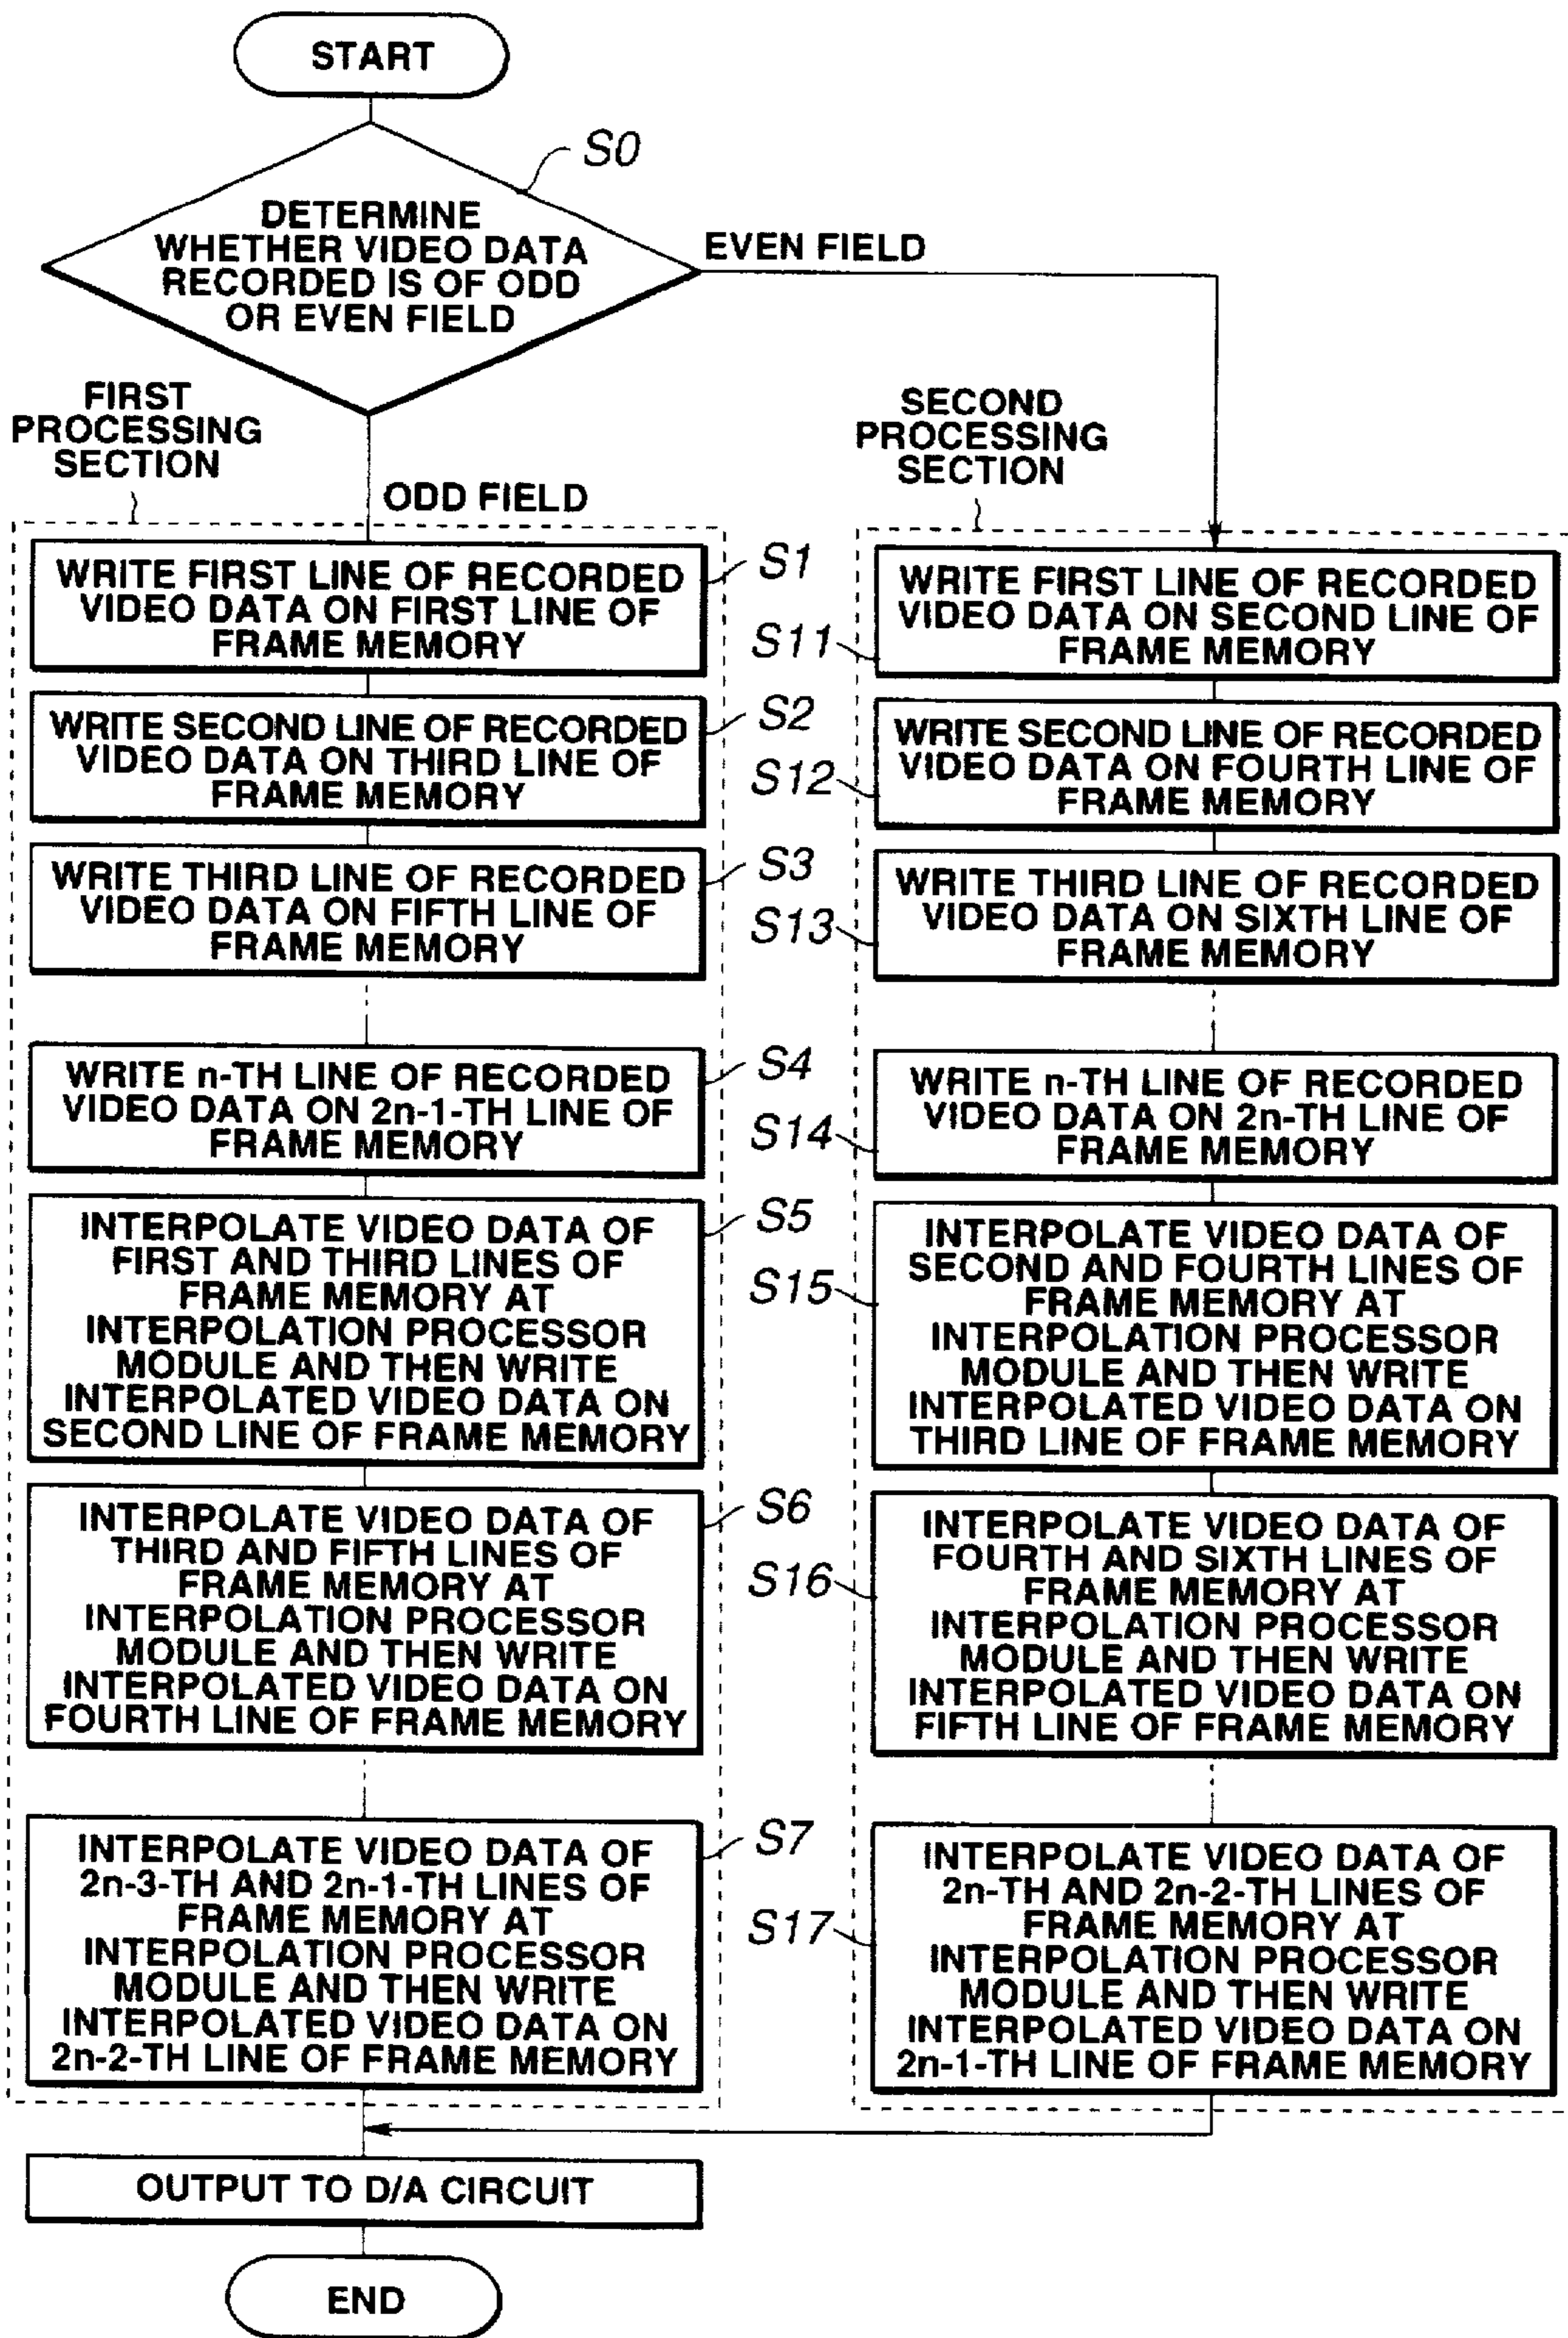 START
S0
DETERMINE
WHETHER VIDEO DATA
RECORDED IS OF ODD
OR EVEN FIELD
EVEN FIELD
FIRST
PROCESSING
SECTION
ODD FIELD
SECOND
PROCESSING
SECTION
WRITE FIRST LINE OF RECORDED
VIDEO DATA ON FIRST LINE OF
FRAME MEMORY
S1
WRITE SECOND LINE OF RECORDED
VIDEO DATA ON THIRD LINE OF
FRAME MEMORY
S2
WRITE THIRD LINE OF RECORDED
VIDEO DATA ON FIFTH LINE OF
FRAME MEMORY
S3
WRITE n-TH LINE OF RECORDED
VIDEO DATA ON 2n-1-TH LINE OF
FRAME MEMORY
S4
INTERPOLATE VIDEO DATA OF
FIRST AND THIRD LINES OF
FRAME MEMORY AT
INTERPOLATION PROCESSOR
MODULE AND THEN WRITE
INTERPOLATED VIDEO DATA ON
SECOND LINE OF FRAME MEMORY
S5
INTERPOLATE VIDEO DATA OF
THIRD AND FIFTH LINES OF
FRAME MEMORY AT
INTERPOLATION PROCESSOR
MODULE AND THEN WRITE
INTERPOLATED VIDEO DATA ON
FOURTH LINE OF FRAME MEMORY
S6
INTERPOLATE VIDEO DATA OF
2n-3-TH AND 2n-1-TH LINES OF
FRAME MEMORY AT
INTERPOLATION PROCESSOR
MODULE AND THEN WRITE
INTERPOLATED VIDEO DATA ON
2n-2-TH LINE OF FRAME MEMORY
S7
WRITE FIRST LINE OF RECORDED
VIDEO DATA ON SECOND LINE OF
FRAME MEMORY
S11
WRITE SECOND LINE OF RECORDED
VIDEO DATA ON FOURTH LINE OF
FRAME MEMORY
S12
WRITE THIRD LINE OF RECORDED
VIDEO DATA ON SIXTH LINE OF
FRAME MEMORY
S13
WRITE n-TH LINE OF RECORDED
VIDEO DATA ON 2n-TH LINE OF
FRAME MEMORY
S14
INTERPOLATE VIDEO DATA OF
SECOND AND FOURTH LINES OF
FRAME MEMORY AT
INTERPOLATION PROCESSOR
MODULE AND THEN WRITE
INTERPOLATED VIDEO DATA ON
THIRD LINE OF FRAME MEMORY
S15
INTERPOLATE VIDEO DATA OF
FOURTH AND SIXTH LINES OF
FRAME MEMORY AT
INTERPOLATION PROCESSOR
MODULE AND THEN WRITE
INTERPOLATED VIDEO DATA ON
FIFTH LINE OF FRAME MEMORY
S16
INTERPOLATE VIDEO DATA OF
2n-TH AND 2n-2-TH LINES OF
FRAME MEMORY AT
INTERPOLATION PROCESSOR
MODULE AND THEN WRITE
INTERPOLATED VIDEO DATA ON
2n-1-TH LINE OF FRAME MEMORY
S17
OUTPUT TO D/A CIRCUIT
END